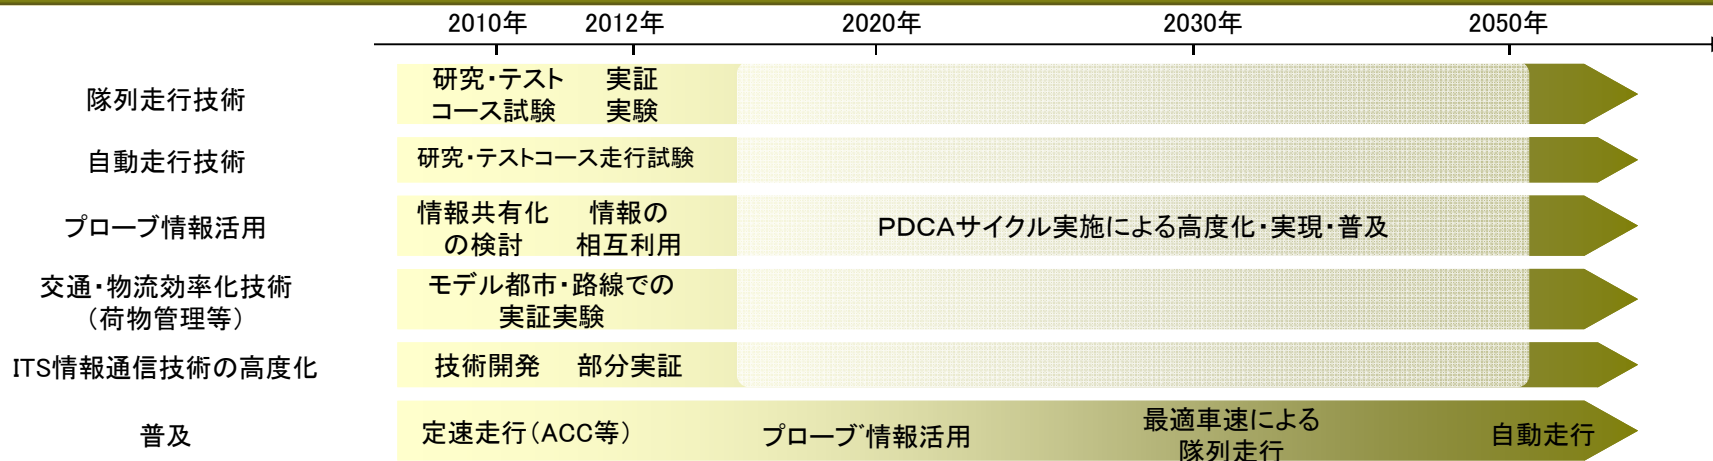 2010年 2012年 2020年 2030年 2050年
隊列走行技術
研究・テスト
コース試験
実証
実験
自動走行技術
研究・テストコース走行試験
プローブ情報活用
情報共有化
の検討
情報の
相互利用
PDCAサイクル実施による高度化・実現・普及
交通・物流効率化技術
（荷物管理等）
モデル都市・路線での
実証実験
ITS情報通信技術の高度化
技術開発 部分実証
普及
定速走行（ACC等）
プローブ情報活用
最適車速による
隊列走行
自動走行